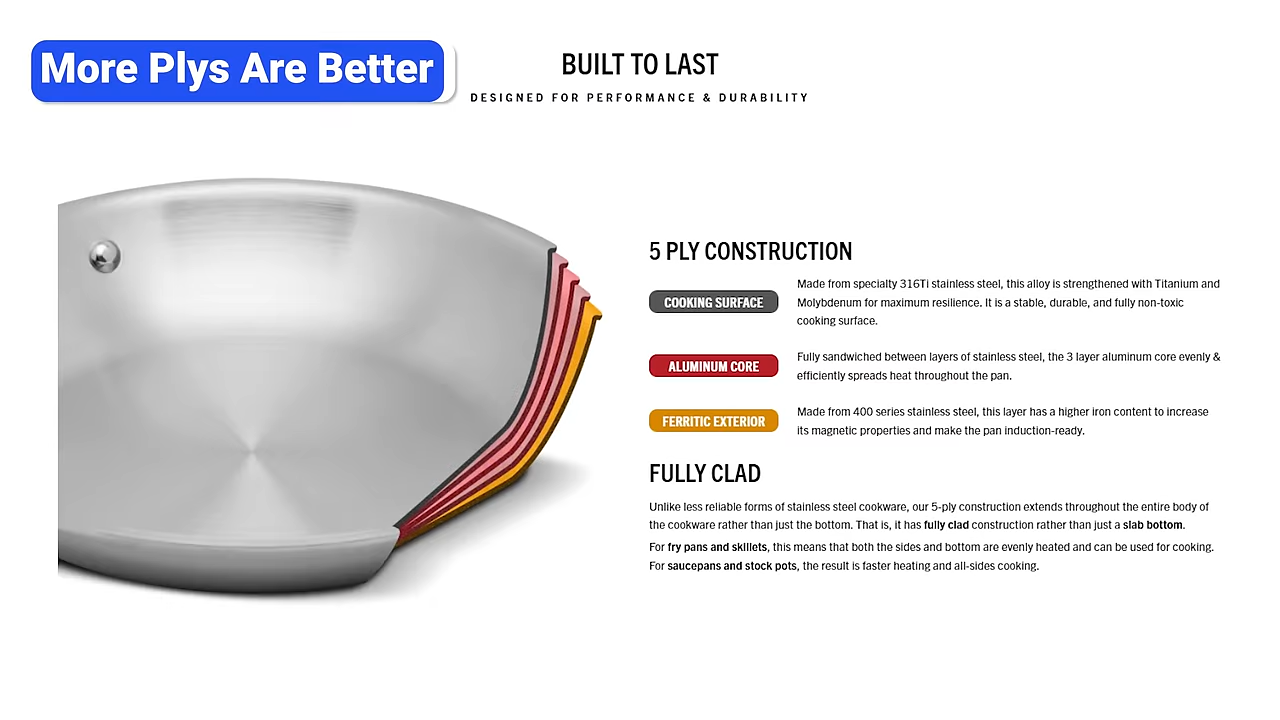 More Plys Are Better
BUILT TO LAST
DESIGNED FOR PERFORMANCE & DURABILITY
5 PLY CONSTRUCTION
COOKING SURFACE
Made from specialty 316Ti stainless steel, this alloy is strengthened with Titanium and
Molybdenum for maximum resilience. It is a stable, durable, and fully non-toxic
cooking surface.
ALUMINUM CORE
Fully sandwiched between layers of stainless steel, the 3 layer aluminum core evenly &
efficiently spreads heat throughout the pan.
FERRITIC EXTERIOR
Made from 400 series stainless steel, this layer has a higher iron content to increase
its magnetic properties and make the pan induction-ready.
FULLY CLAD
Unlike less reliable forms of stainless steel cookware, our 5-ply construction extends throughout the entire body of
the cookware rather than just the bottom. That is, it has fully clad construction rather than just a slab bottom.
For fry pans and skillets, this means that both the sides and bottom are evenly heated and can be used for cooking.
For saucepans and stock pots, the result is faster heating and all-sides cooking.